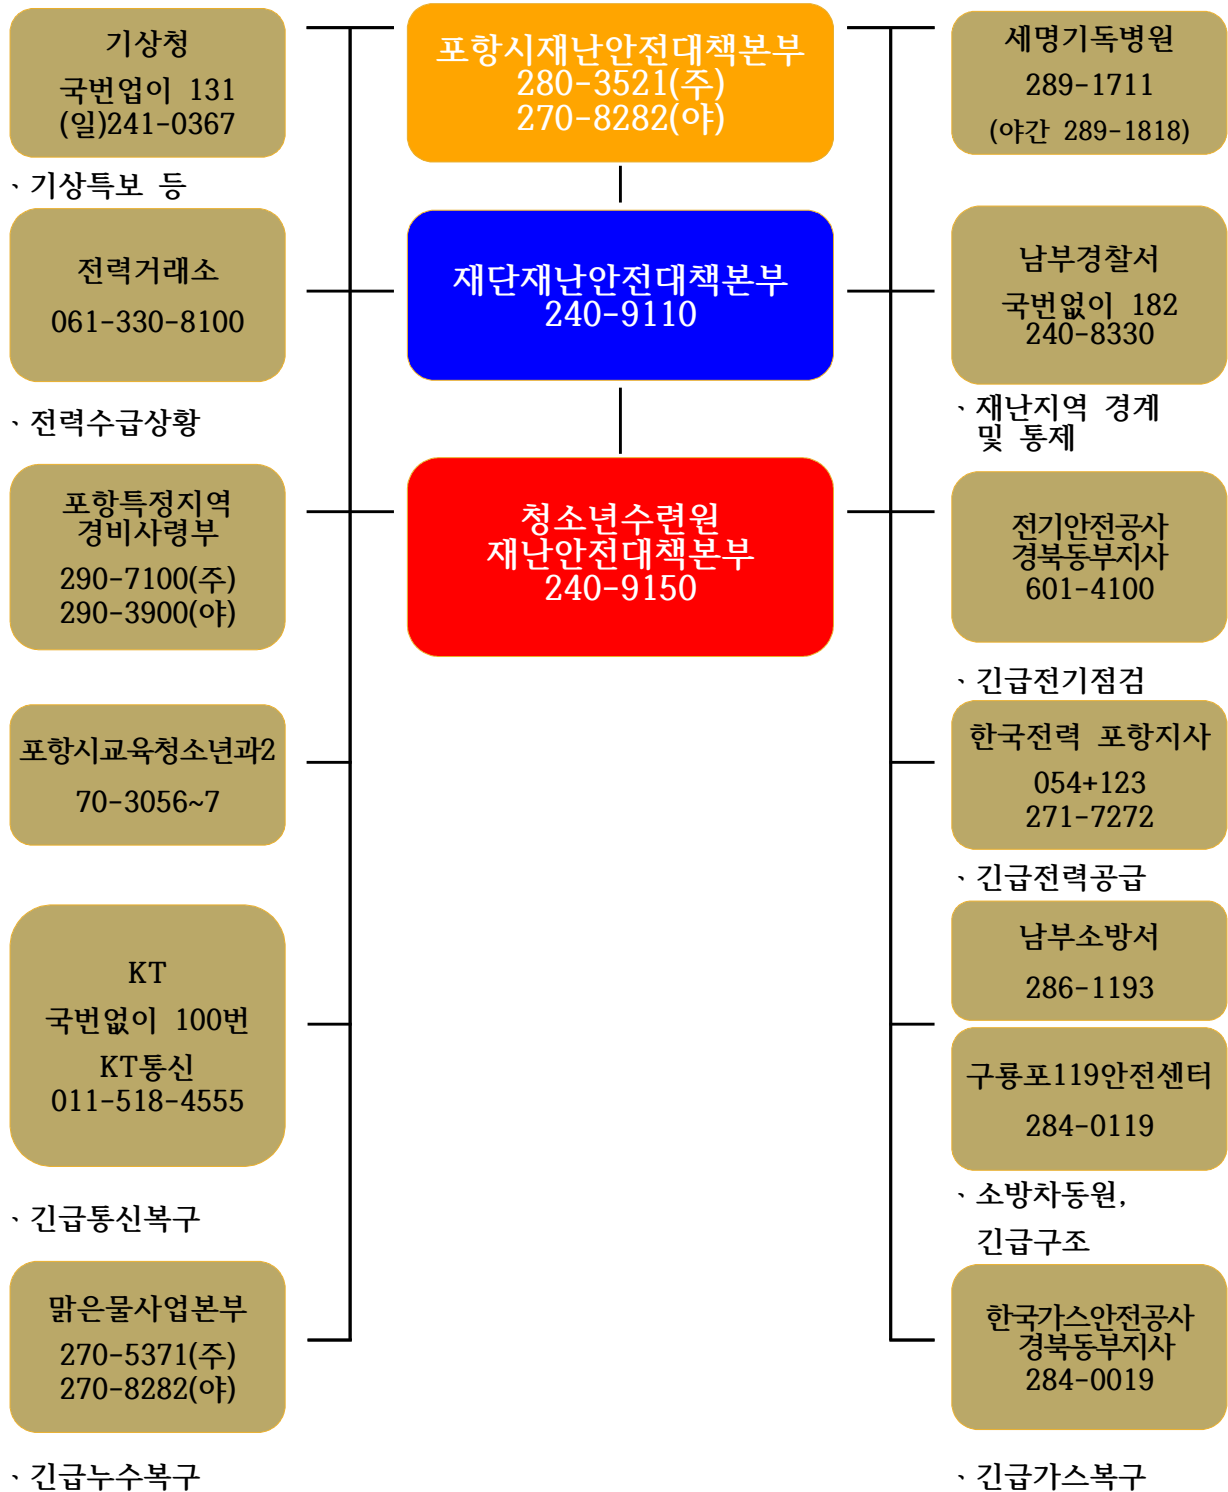 기상청
국번업이 131
(일)241-0367
· 기상특보 등
전력거래소
061-330-8100
· 전력수급상황
포항특정지역
경비사령부
290-7100(주)
290-3900(야)
포항시교육청소년과2
70-3056~7
KT
국번없이 100번
KT통신
011-518-4555
· 긴급통신복구
맑은물사업본부
270-5371(주)
270-8282(야)
· 긴급누수복구
포항시재난안전대책본부
280-3521(주)
270-8282(야)
재단재난안전대책본부
240-9110
청소년수련원
재난안전대책본부
240-9150
세명기독병원
289-1711
(야간 289-1818)
남부경찰서
국번없이 182
240-8330
· 재난지역 경계
및 통제
전기안전공사
경북동부지사
601-4100
· 긴급전기점검
한국전력 포항지사
054+123
271-7272
· 긴급전력공급
남부소방서
286-1193
구룡포119안전센터
284-0119
· 소방차동원,
긴급구조
한국가스안전공사
경북동부지사
284-0019
· 긴급가스복구